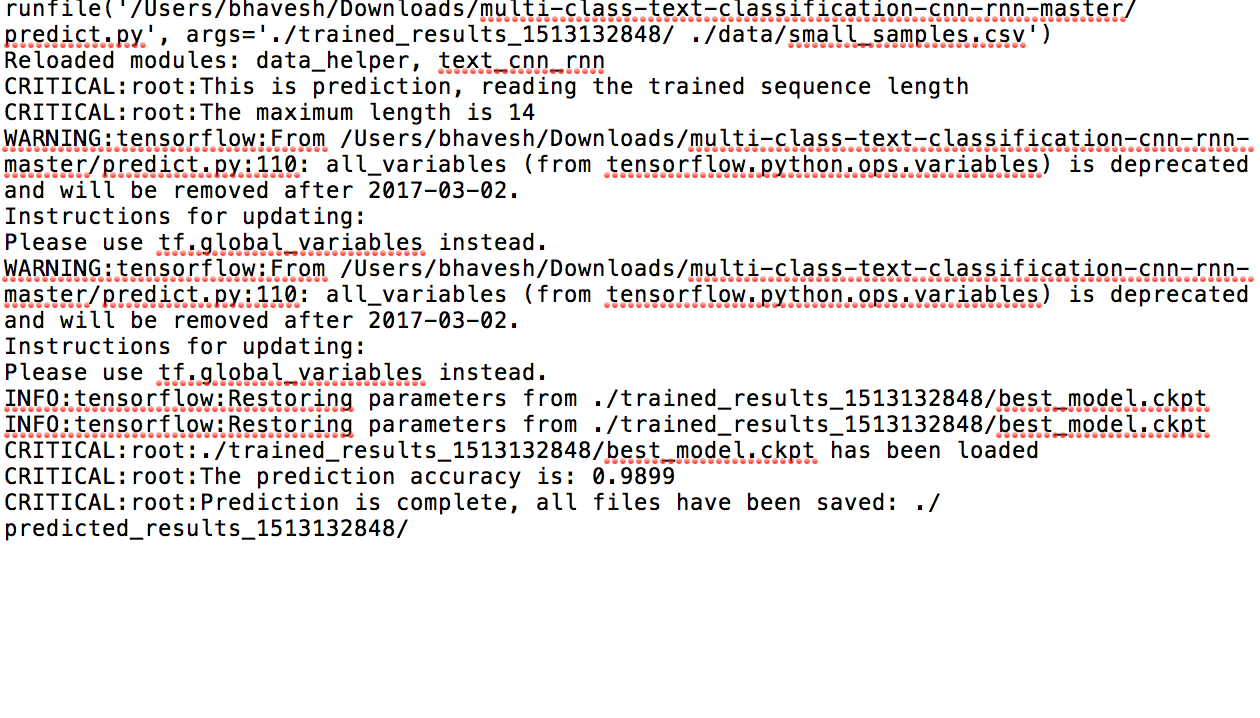 runfile('/Users/bhavesh/Downloads/multi-class-text-classification-cnn-rnn-master/
predict.py', args='./trained_results_1513132848/ ./data/small_samples.csv')
Reloaded modules: data_helper, text_cnn_rnn
CRITICAL:root:This is prediction, reading the trained sequence length
CRITICAL:root:The maximum length is 14
WARNING:tensorflow:From /Users/bhavesh/Downloads/multi-class-text-classification-cnn-rnn-
master/predict.py:110: all_variables (from tensorflow.python.ops.variables) is deprecated
and will be removed after 2017-03-02.
Instructions for updating:
Please use tf.global_variables instead.
WARNING:tensorflow:From /Users/bhavesh/Downloads/multi-class-text-classification-cnn-rnn-
master/predict.py:110: all_variables (from tensorflow.python.ops.variables) is deprecated
and will be removed after 2017-03-02.
Instructions for updating:
Please use tf.global_variables instead.
INFO:tensorflow:Restoring parameters from ./trained_results_1513132848/best_model.ckpt
INFO:tensorflow:Restoring parameters from ./trained_results_1513132848/best_model.ckpt
CRITICAL:root:./trained_results_1513132848/best_model.ckpt has been loaded
CRITICAL:root:The prediction accuracy is: 0.9899
CRITICAL:root:Prediction is complete, all files have been saved: ./
predicted_results_1513132848/